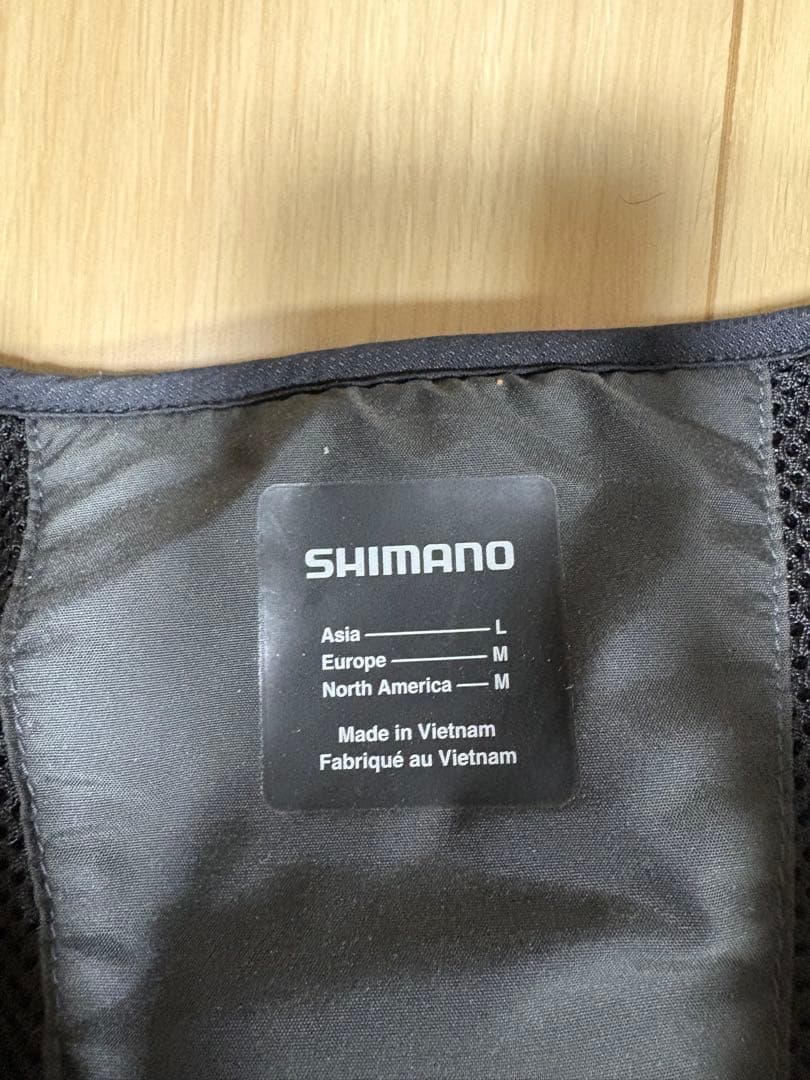 SHIMANO
Asia — L
Europe — M
North America — M
Made in Vietnam
Fabriqué au Vietnam